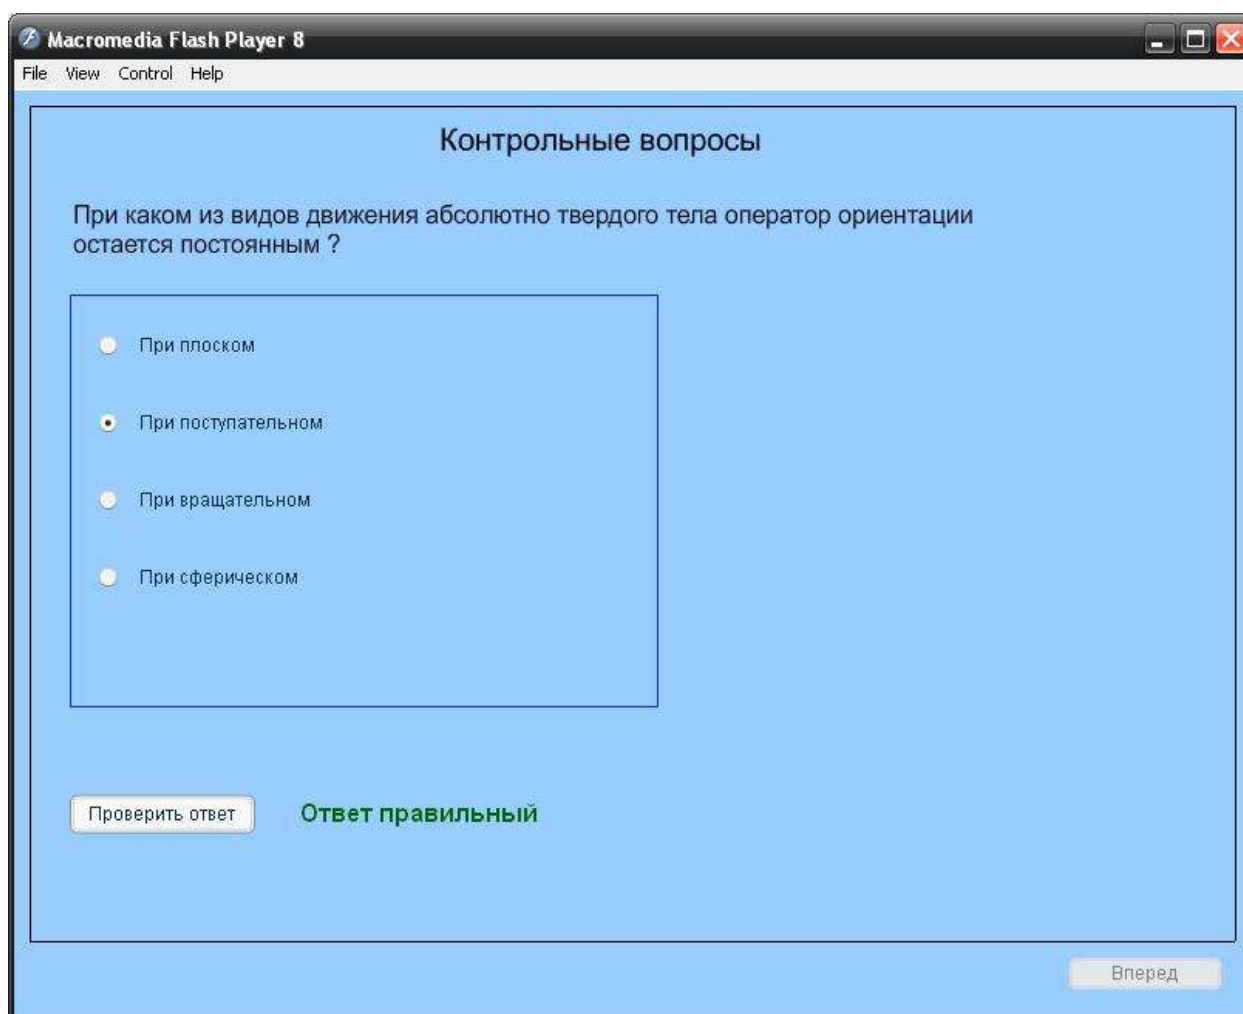 Macromedia Flash Player 8
File View Control Help
Контрольные вопросы
При каком из видов движения абсолютно твердого тела оператор ориентации
остается постоянным ?
При плоском
При поступательном
При вращательном
При сферическом
Проверить ответ Ответ правильный
Вперед